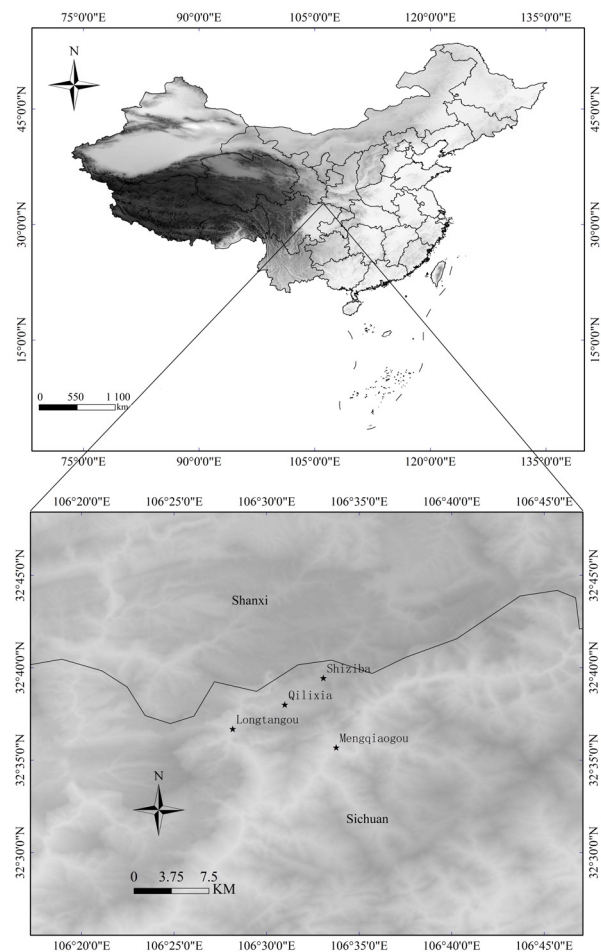 75°0'0"E 90°0'0"E 105°0'0"E 120°0'0"E 135°0'0"E
N
45°0'0"N 45°0'0"N
30°0'0"N 30°0'0"N
15°0'0"N 15°0'0"N
0 550 1 100
km
75°0'0"E 90°0'0"E 105°0'0"E 120°0'0"E 135°0'0"E
106°20'0"E 106°25'0"E 106°30'0"E 106°35'0"E 106°40'0"E 106°45'0"E
32°45'0"N 32°45'0"N
Shanxi
32°40'0"N 32°40'0"N
Shiziba
Qilixia
Longtangou
Mengqiaogou
32°35'0"N 32°35'0"N
N
Sichuan
32°30'0"N 32°30'0"N
0 3.75 7.5
KM
106°20'0"E 106°25'0"E 106°30'0"E 106°35'0"E 106°40'0"E 106°45'0"E